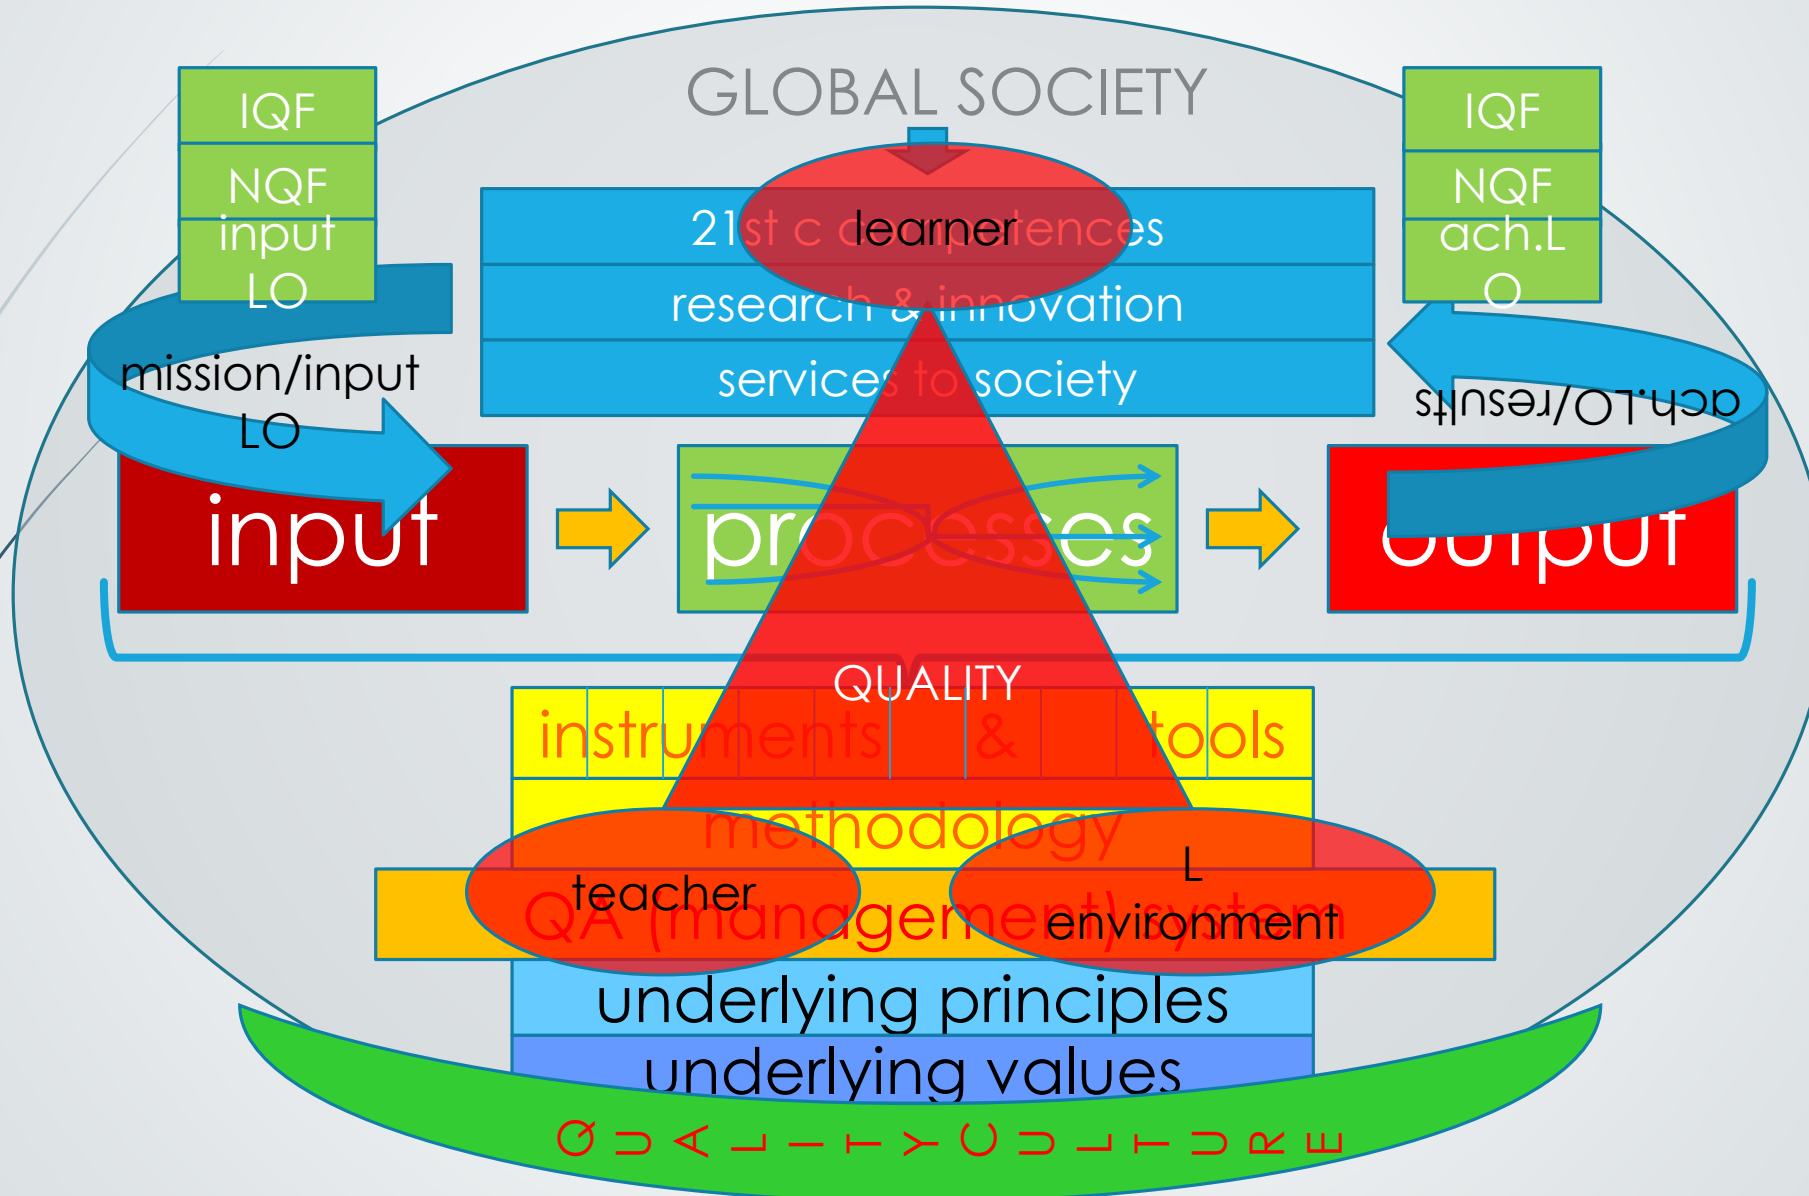 GLOBAL SOCIETY
IQF
NQF
input
LO
IQF
NQF
ach.L
O
21st c competences
learner
research & innovation
services to society
mission/input
LO
ach.LO/results
input
processes
output
QUALITY
instruments & tools
methodology
teacher
L
environment
QA (management) system
underlying principles
underlying values
QUALITY CULTURE